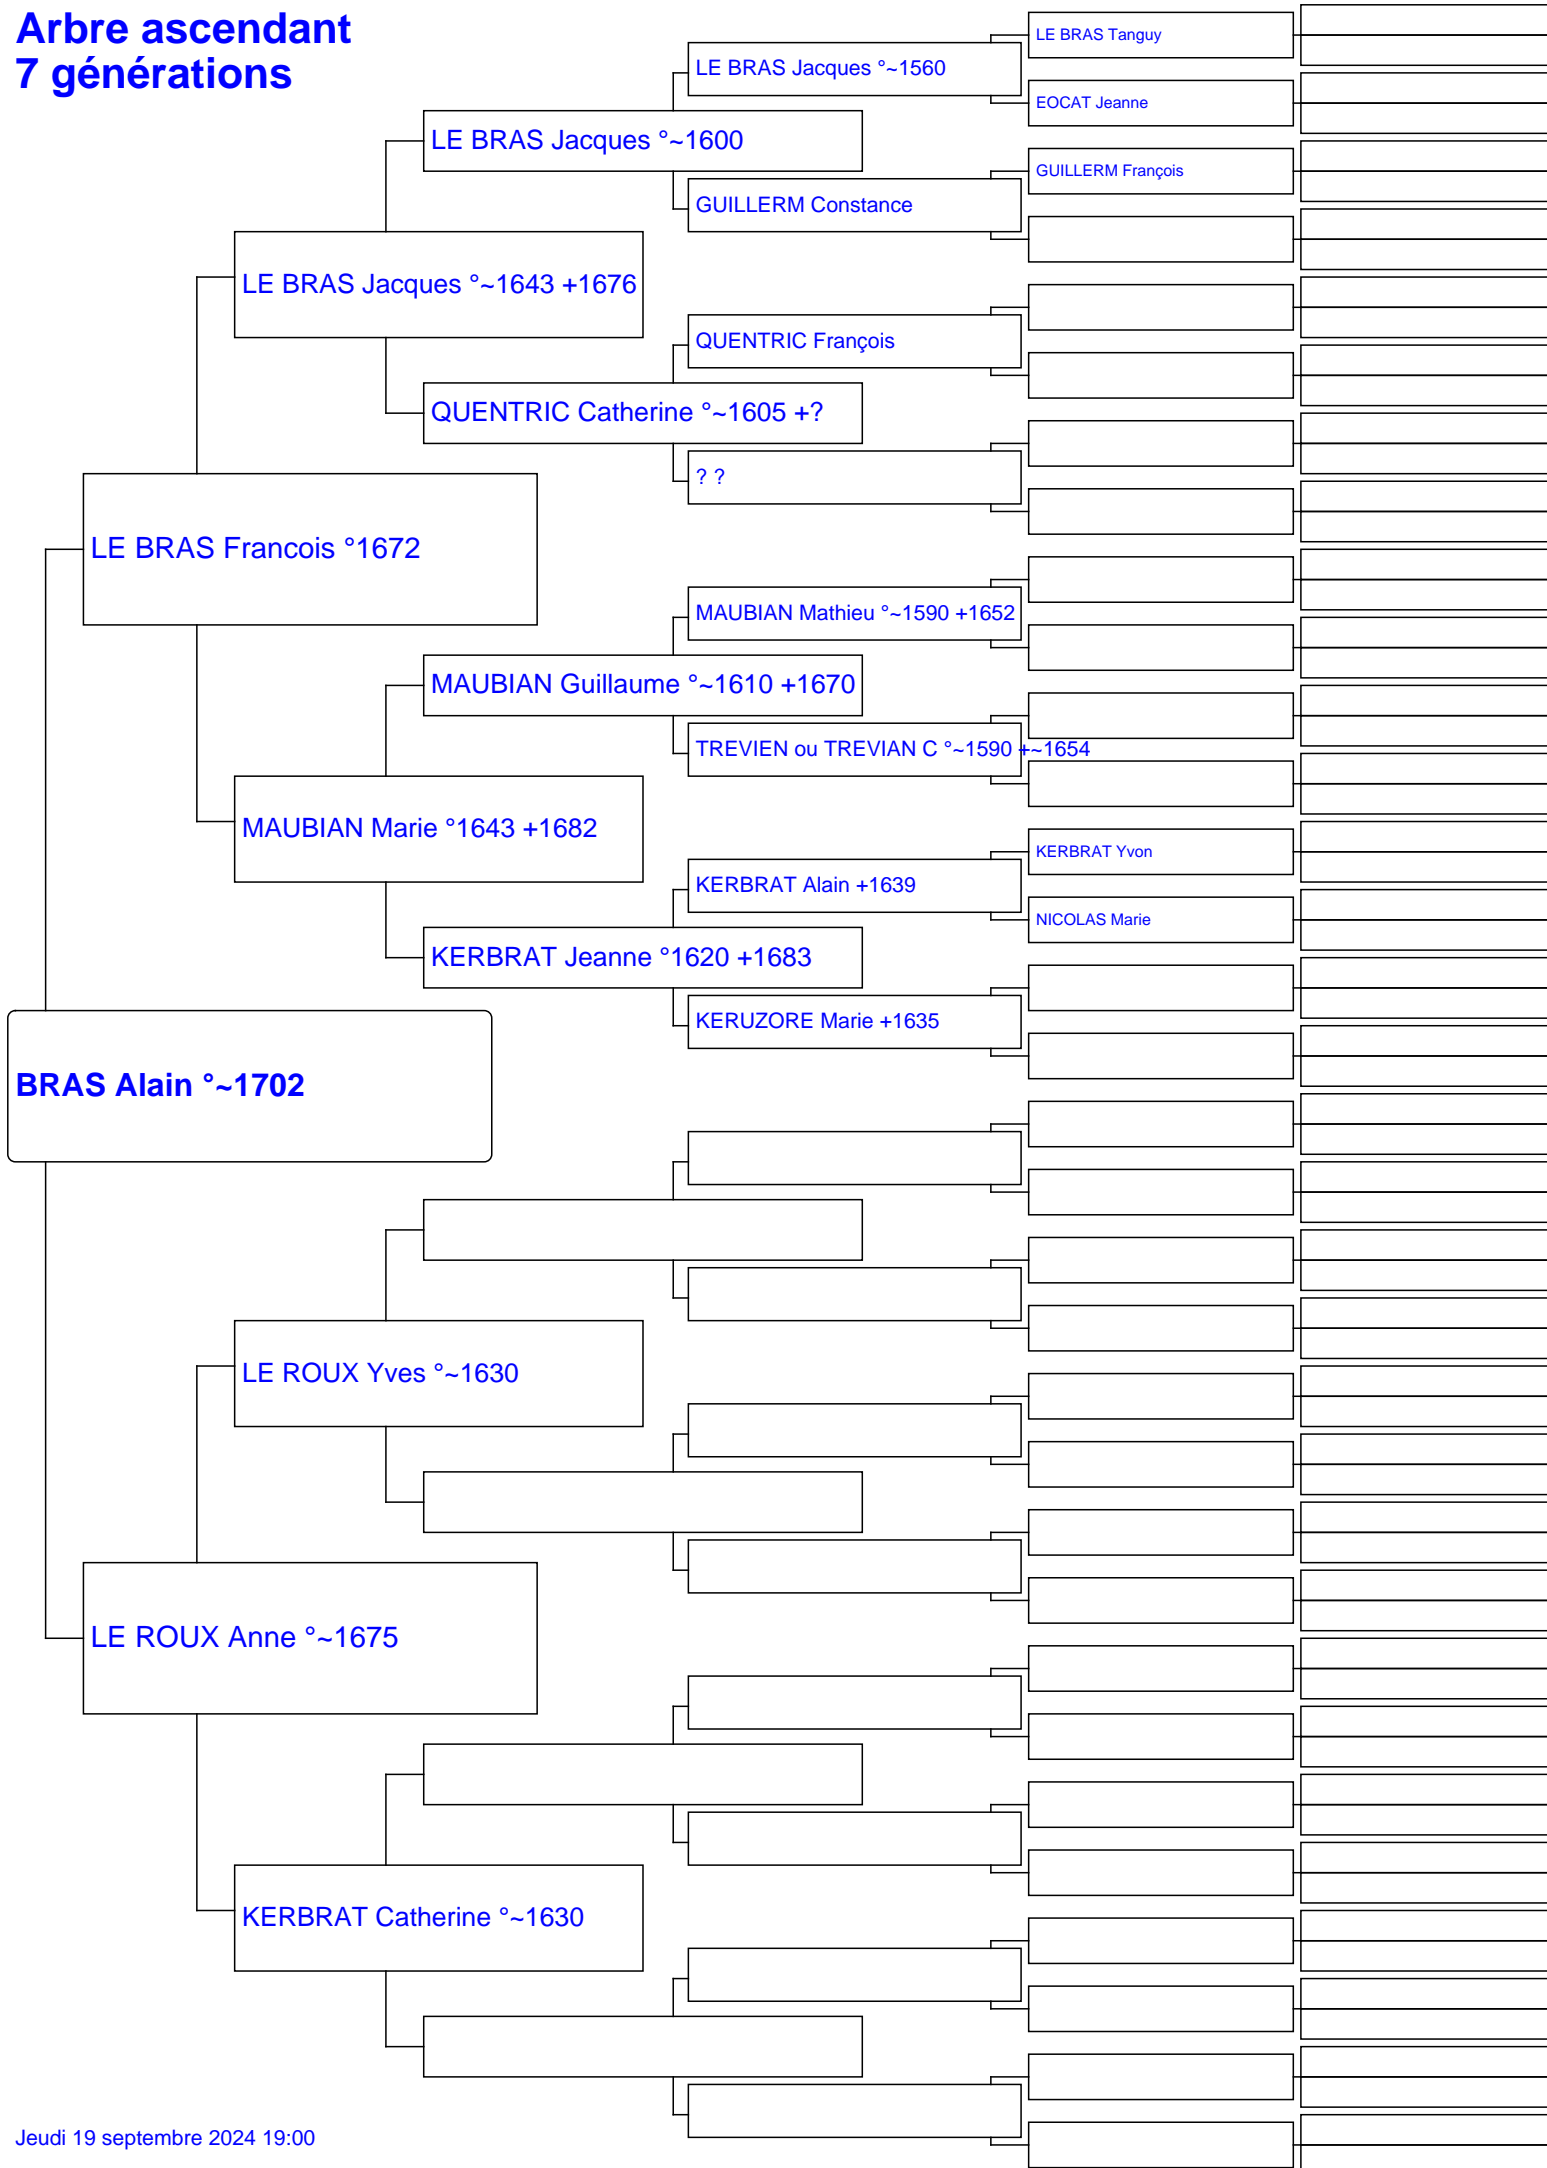 Arbre ascendant
7 générations
LE BRAS Tanguy
LE BRAS Jacques °~1560
EOCAT Jeanne
LE BRAS Jacques °~1600
GUILLERM François
GUILLERM Constance
LE BRAS Jacques °~1643 +1676
QUENTRIC François
QUENTRIC Catherine °~1605 +?
? ?
LE BRAS Francois °1672
MAUBIAN Mathieu °~1590 +1652
MAUBIAN Guillaume °~1610 +1670
TREVIEN ou TREVIAN C °~1590 +~1654
MAUBIAN Marie °1643 +1682
KERBRAT Yvon
KERBRAT Alain +1639
NICOLAS Marie
KERBRAT Jeanne °1620 +1683
KERUZORE Marie +1635
BRAS Alain °~1702
LE ROUX Yves °~1630
LE ROUX Anne °~1675
KERBRAT Catherine °~1630
Jeudi 19 septembre 2024 19:00